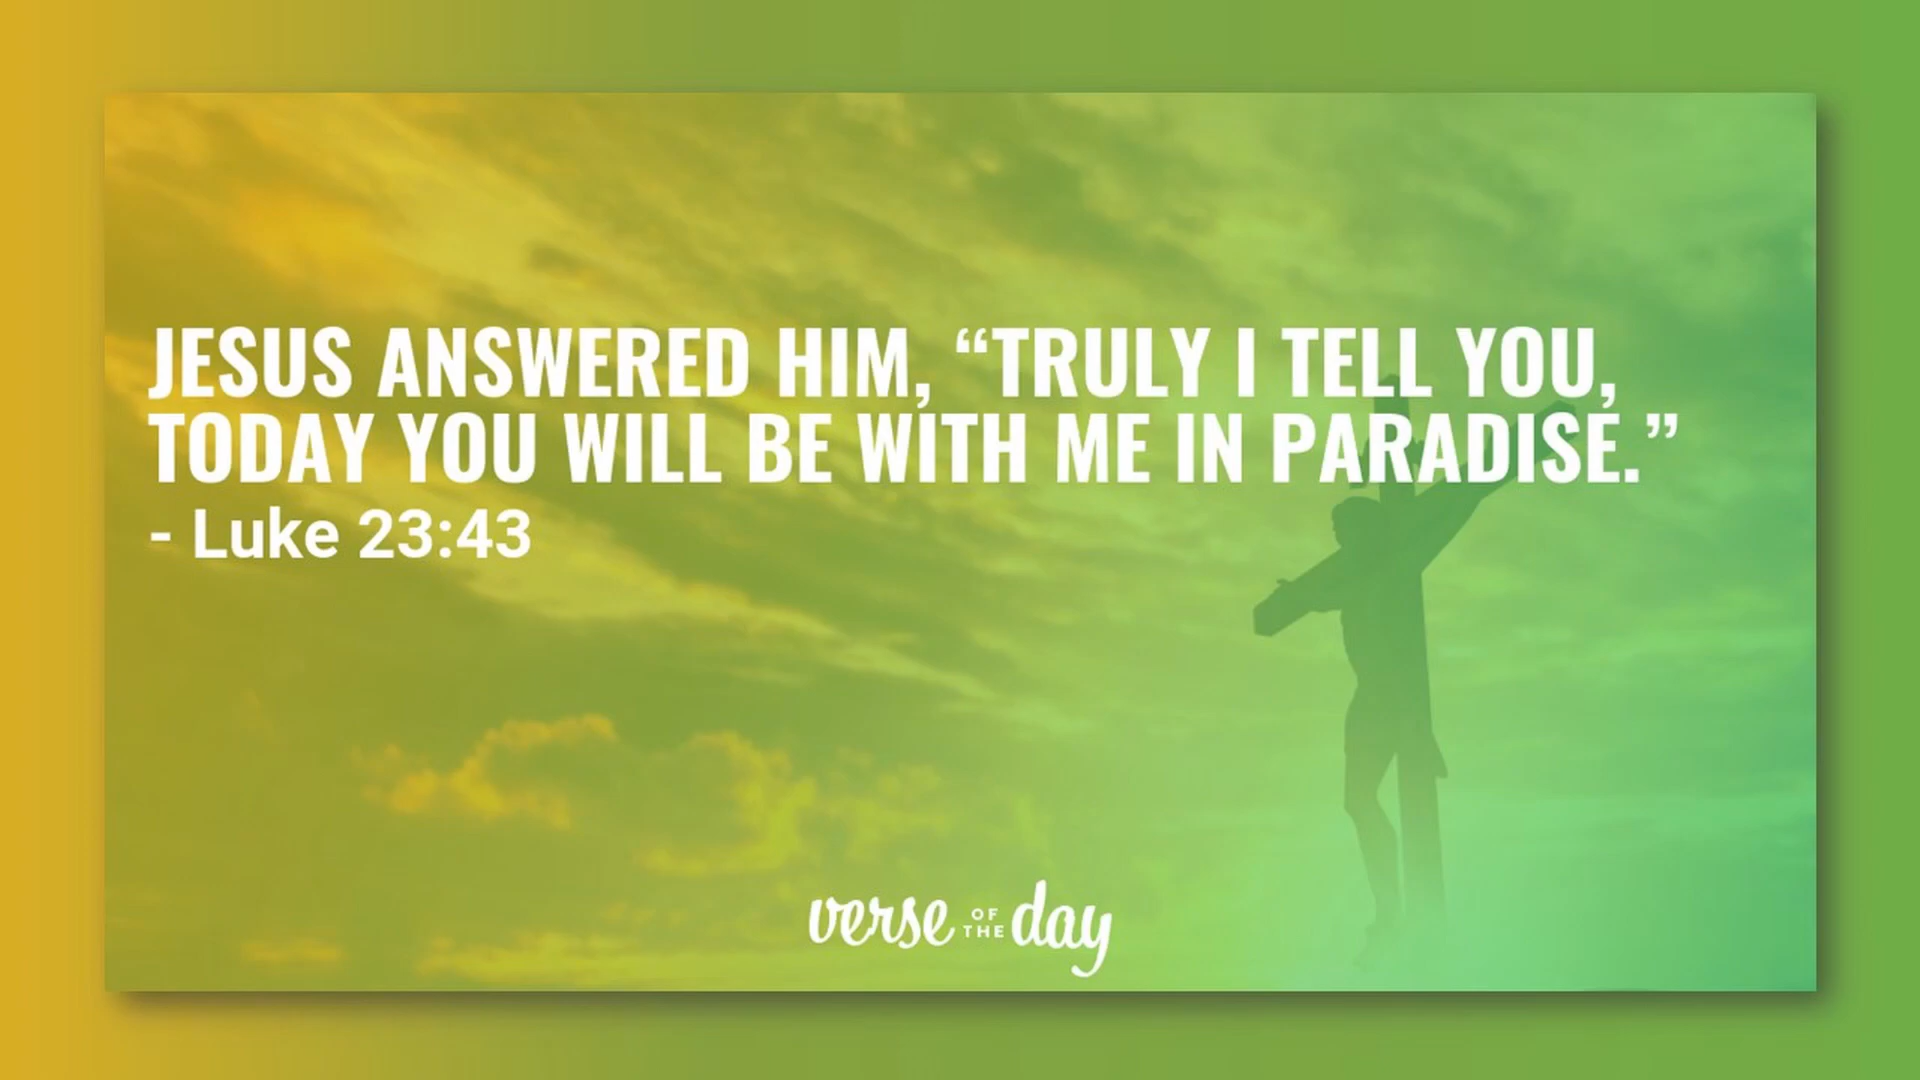 JESUS ANSWERED HIM, “TRULY I TELL YOU,
TODAY YOU WILL BE WITH ME IN PARADISE.”
- Luke 23:43
verse OF THE day